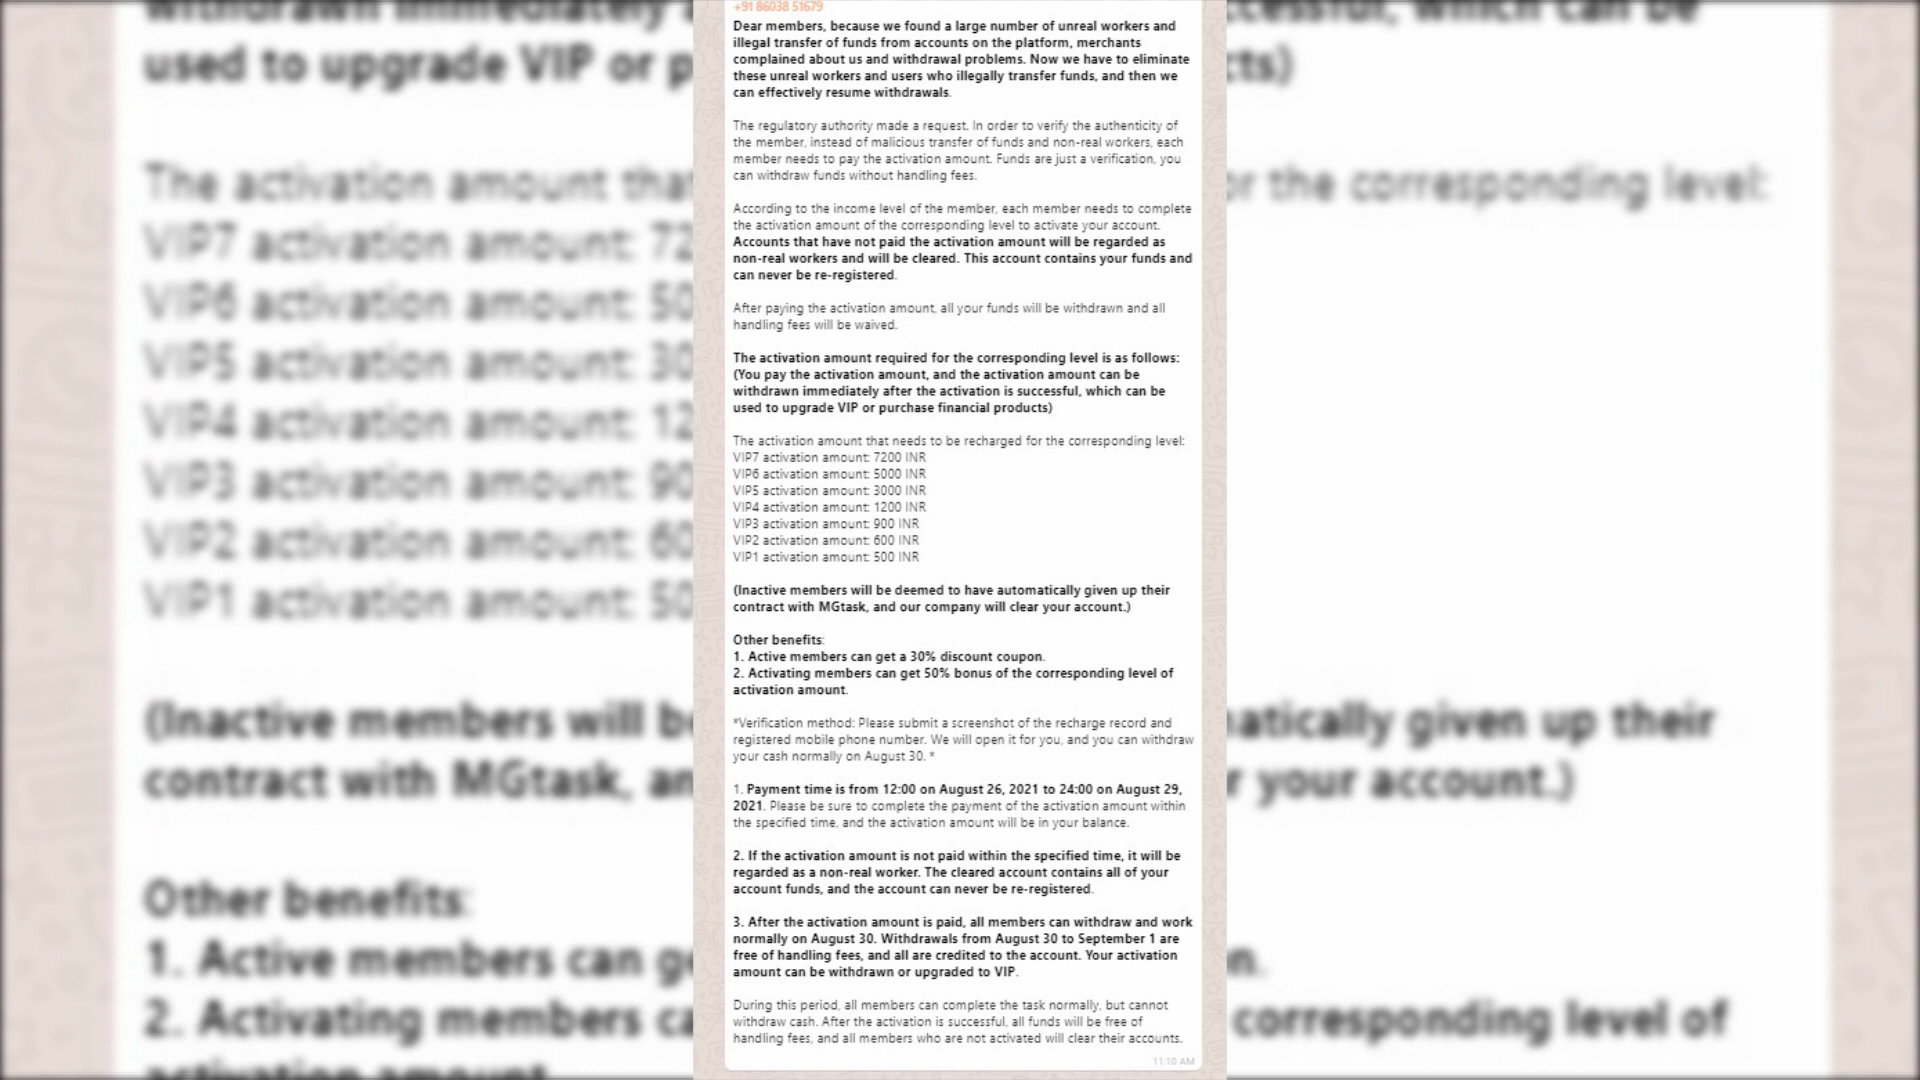 +91 86038 51679
Dear members, because we found a large number of unreal workers and
illegal transfer of funds from accounts on the platform, merchants
complained about us and withdrawal problems. Now we have to eliminate
these unreal workers and users who illegally transfer funds, and then we
can effectively resume withdrawals.
The regulatory authority made a request. In order to verify the authenticity of
the member, instead of malicious transfer of funds and non-real workers, each
member needs to pay the activation amount. Funds are just a verification, you
can withdraw funds without handling fees.
According to the income level of the member, each member needs to complete
the activation amount of the corresponding level to activate your account.
Accounts that have not paid the activation amount will be regarded as
non-real workers and will be cleared. This account contains your funds and
can never be re-registered.
After paying the activation amount, all your funds will be withdrawn and all
handling fees will be waived.
The activation amount required for the corresponding level is as follows:
(You pay the activation amount, and the activation amount can be
withdrawn immediately after the activation is successful, which can be
used to upgrade VIP or purchase financial products)
The activation amount that needs to be recharged for the corresponding level:
VIP7 activation amount: 7200 INR
VIP6 activation amount: 5000 INR
VIP5 activation amount: 3000 INR
VIP4 activation amount: 1200 INR
VIP3 activation amount: 900 INR
VIP2 activation amount: 600 INR
VIP1 activation amount: 500 INR
(Inactive members will be deemed to have automatically given up their
contract with MGtask, and our company will clear your account.)
Other benefits:
1. Active members can get a 30% discount coupon.
2. Activating members can get 50% bonus of the corresponding level of
activation amount.
*Verification method: Please submit a screenshot of the recharge record and
registered mobile phone number. We will open it for you, and you can withdraw
your cash normally on August 30. *
1. Payment time is from 12:00 on August 26, 2021 to 24:00 on August 29,
2021. Please be sure to complete the payment of the activation amount within
the specified time, and the activation amount will be in your balance.
2. If the activation amount is not paid within the specified time, it will be
regarded as a non-real worker. The cleared account contains all of your
account funds, and the account can never be re-registered.
3. After the activation amount is paid, all members can withdraw and work
normally on August 30. Withdrawals from August 30 to September 1 are
free of handling fees, and all are credited to the account. Your activation
amount can be withdrawn or upgraded to VIP.
During this period, all members can complete the task normally, but cannot
withdraw cash. After the activation is successful, all funds will be free of
handling fees, and all members who are not activated will clear their accounts.
11:10 AM